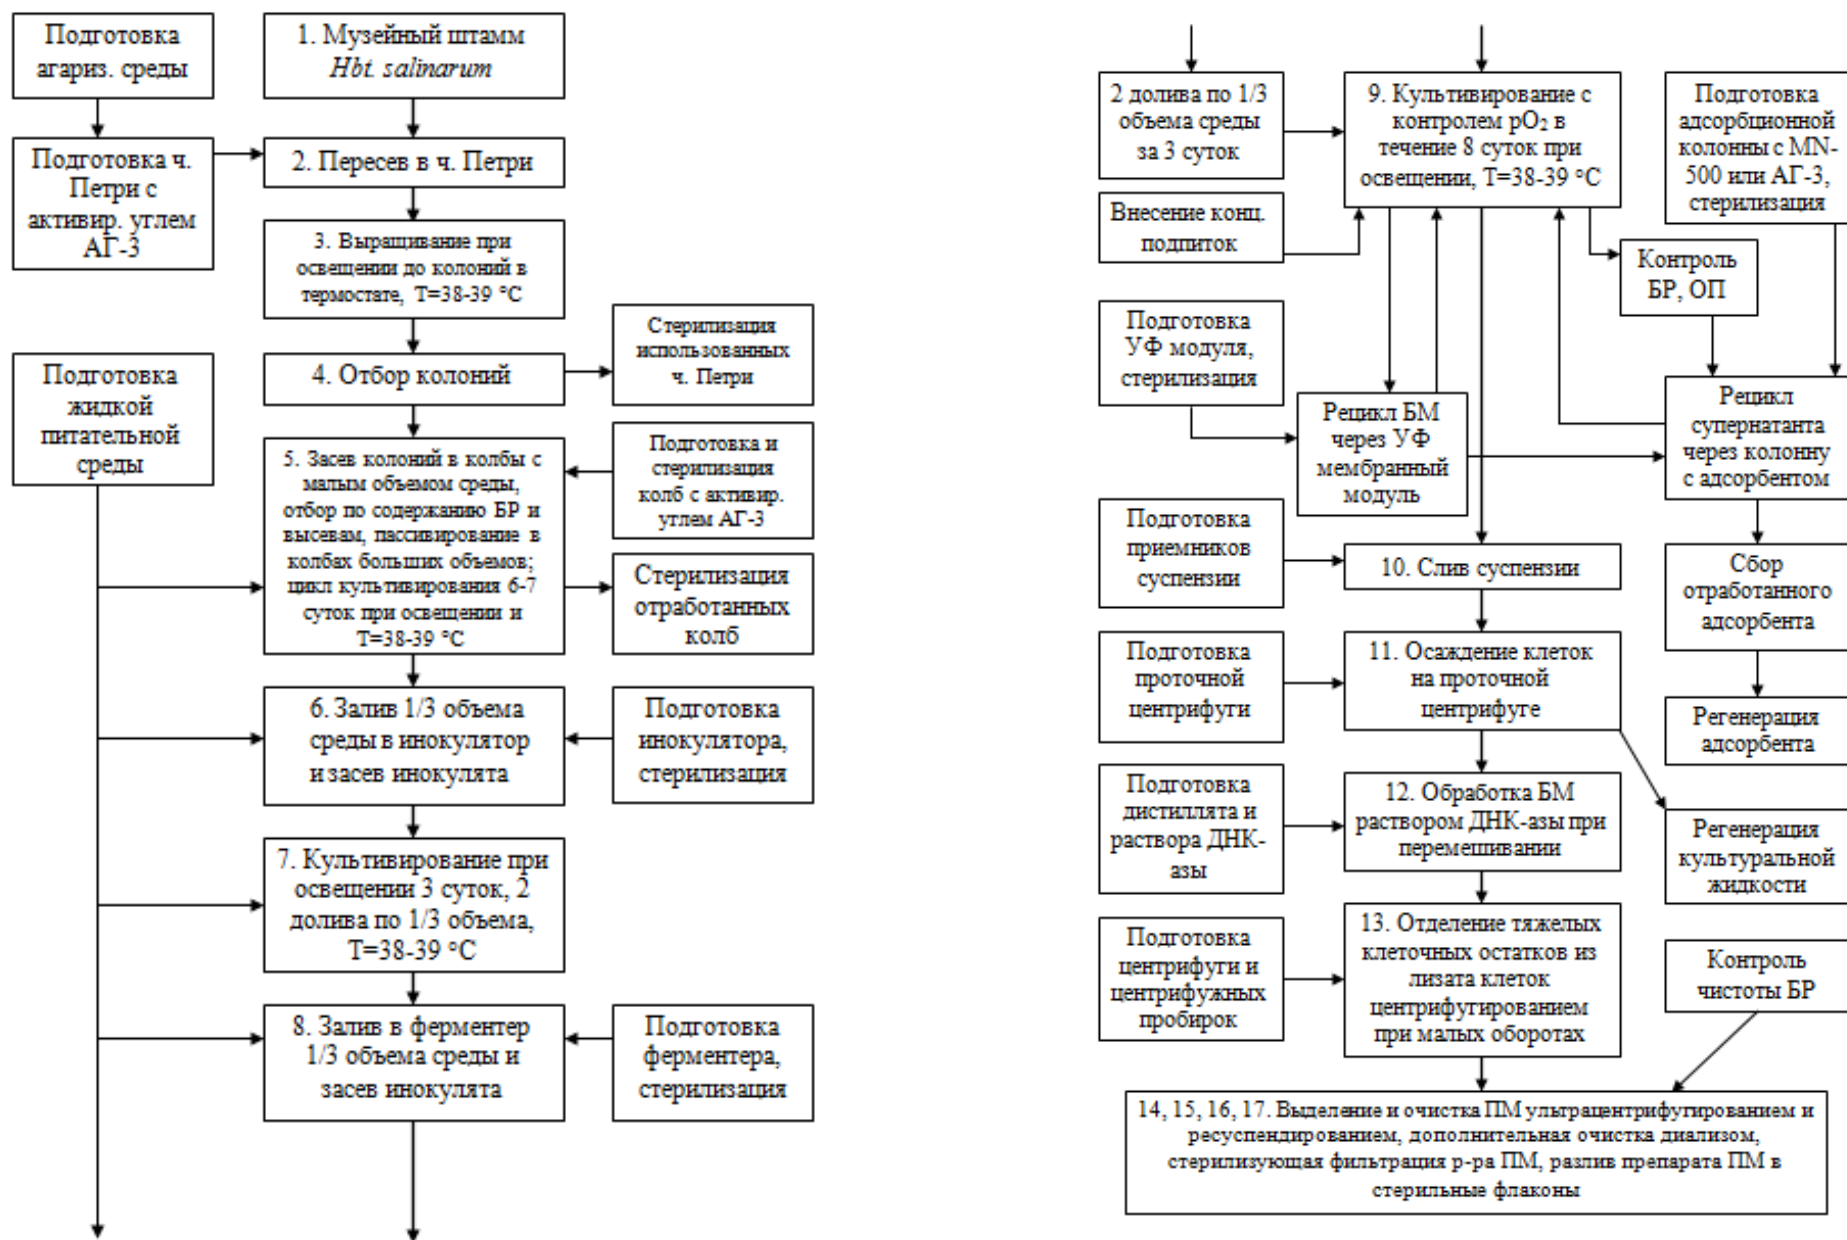 Подготовка
агариз. среды
1. Музейный штамм
Hbt. salinarum
Подготовка ч.
Петри с
активир. углем
АГ-3
2. Пересев в ч. Петри
3. Выращивание при
освещении до колоний в
термостате, Т=38-39 °С
Стерилизация
использованных
ч. Петри
4. Отбор колоний
Подготовка
жидкой
питательной
среды
5. Засев колоний в колбы с
малым объемом среды,
отбор по содержанию БР и
высевам, пассивирование в
колбах больших объемов;
цикл культивирования 6-7
суток при освещении и
Т=38-39 °С
Подготовка и
стерилизация
колб с активир.
углем АГ-3
Стерилизация
отработанных
колб
6. Залив 1/3 объема
среды в инокулятор
и засев инокулята
Подготовка
инокулятора,
стерилизация
7. Культивирование при
освещении 3 суток, 2
долива по 1/3 объема,
Т=38-39 °С
8. Залив в ферментер
1/3 объема среды и
засев инокулята
Подготовка
ферментера,
стерилизация
2 долива по 1/3
объема среды
за 3 суток
9. Культивирование с
контролем pO₂ в
течение 8 суток при
освещении, Т=38-39 °С
Подготовка
адсорбционной
колонны с MN-
500 или АГ-3,
стерилизация
Внесение конц.
подпиток
Контроль
БР, ОП
Подготовка
УФ модуля,
стерилизация
Рецикл БМ
через УФ
мембранный
модуль
Рецикл
супернатанта
через колонну
с адсорбентом
Подготовка
приемников
суспензии
10. Слив суспензии
Сбор
отработанного
адсорбента
Подготовка
проточной
центрифуги
11. Осаждение клеток
на проточной
центрифуге
Регенерация
адсорбента
Подготовка
дистиллята и
раствора ДНК-
азы
12. Обработка БМ
раствором ДНК-азы при
перемешивании
Регенерация
культуральной
жидкости
Подготовка
центрифуги и
центрифужных
пробирок
13. Отделение тяжелых
клеточных остатков из
лизата клеток
центрифугированием
при малых оборотах
Контроль
чистоты БР
14, 15, 16, 17. Выделение и очистка ПМ ультрацентрифугированием и
ресуспендированием, дополнительная очистка диализом,
стерилизующая фильтрация р-ра ПМ, разлив препарата ПМ в
стерильные флаконы